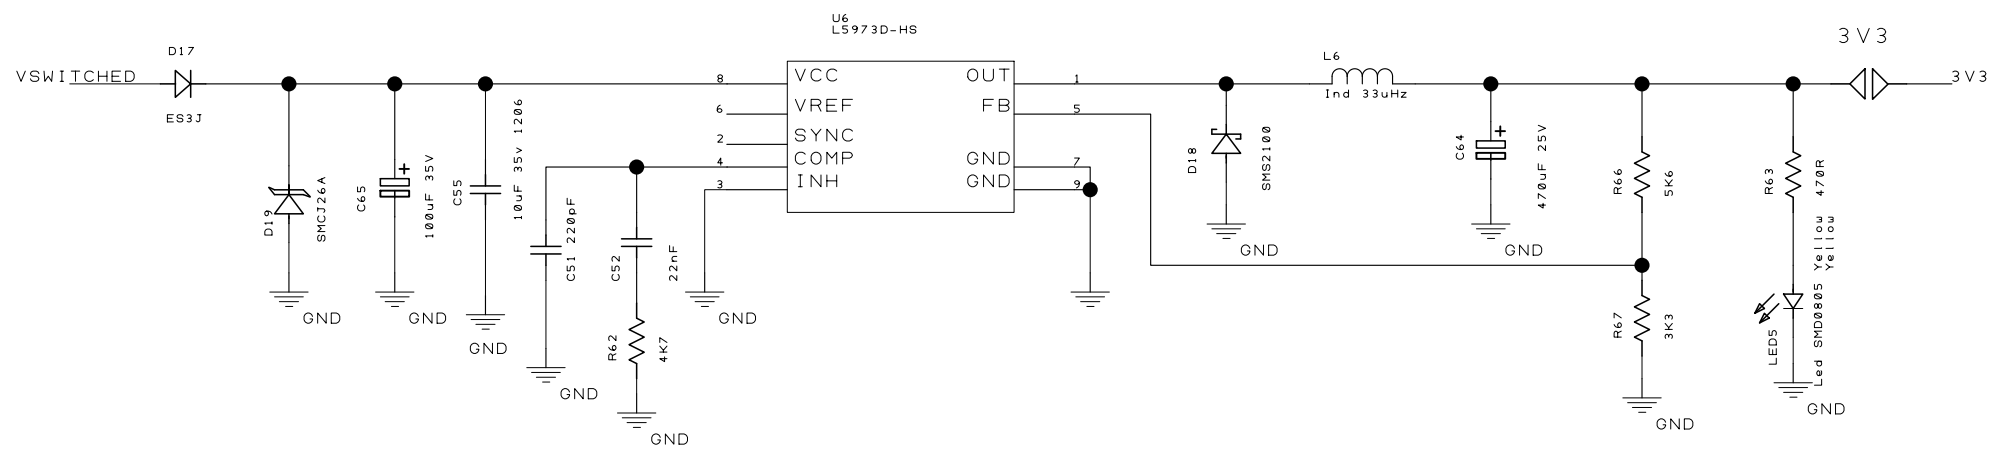 U6
L5973D-HS
3V3
D17
L6
VSWITCHED
8
VCC
OUT
1
3V3
Ind 33uHz
6
VREF
FB
5
ES3J
2
SYNC
4
COMP
GND
7
3
INH
GND
9
D19
SMCJ26A
C65
100uF 35V
C55
10uF 35v 1206
C51 220pF
C52
22nF
R62
4K7
D18
SMS2100
C64
470uF 25V
R66
5K6
R63
470R
R67
3K3
LED5
Led SMD0805 Yellow
Yellow
GND
GND
GND
GND
GND
GND
GND
GND
GND
GND